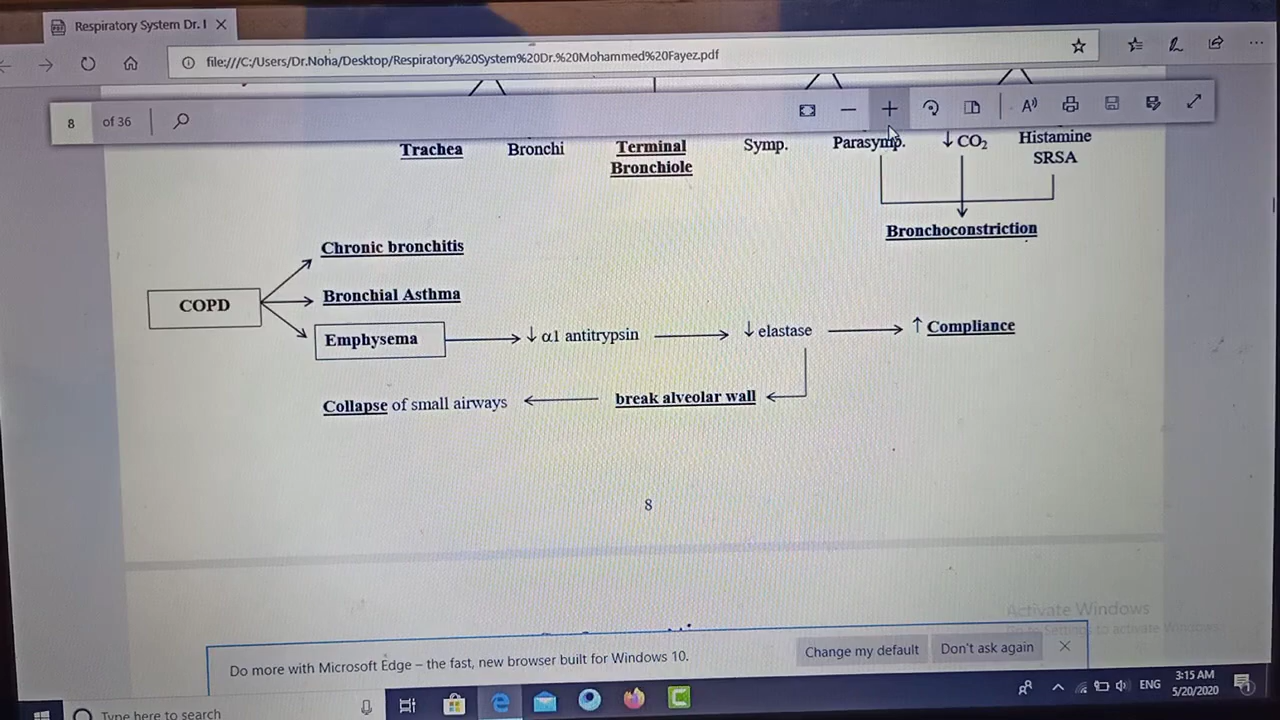 Respiratory System Dr. I
file:///C:/Users/Dr.Noha/Desktop/Respiratory%20System%20Dr.%20Mohammed%20Fayez.pdf
8 of 36
Trachea Bronchi Terminal Symp. Parasymp. ↓CO₂ Histamine
Bronchiole SRSA
Bronchoconstriction
Chronic bronchitis
COPD Bronchial Asthma
Emphysema ↓ α1 antitrypsin ↓ elastase ↑ Compliance
Collapse of small airways break alveolar wall
8
Activate Windows
Do more with Microsoft Edge – the fast, new browser built for Windows 10. Change my default Don't ask again
Type here to search ENG 3:15 AM
5/20/2020